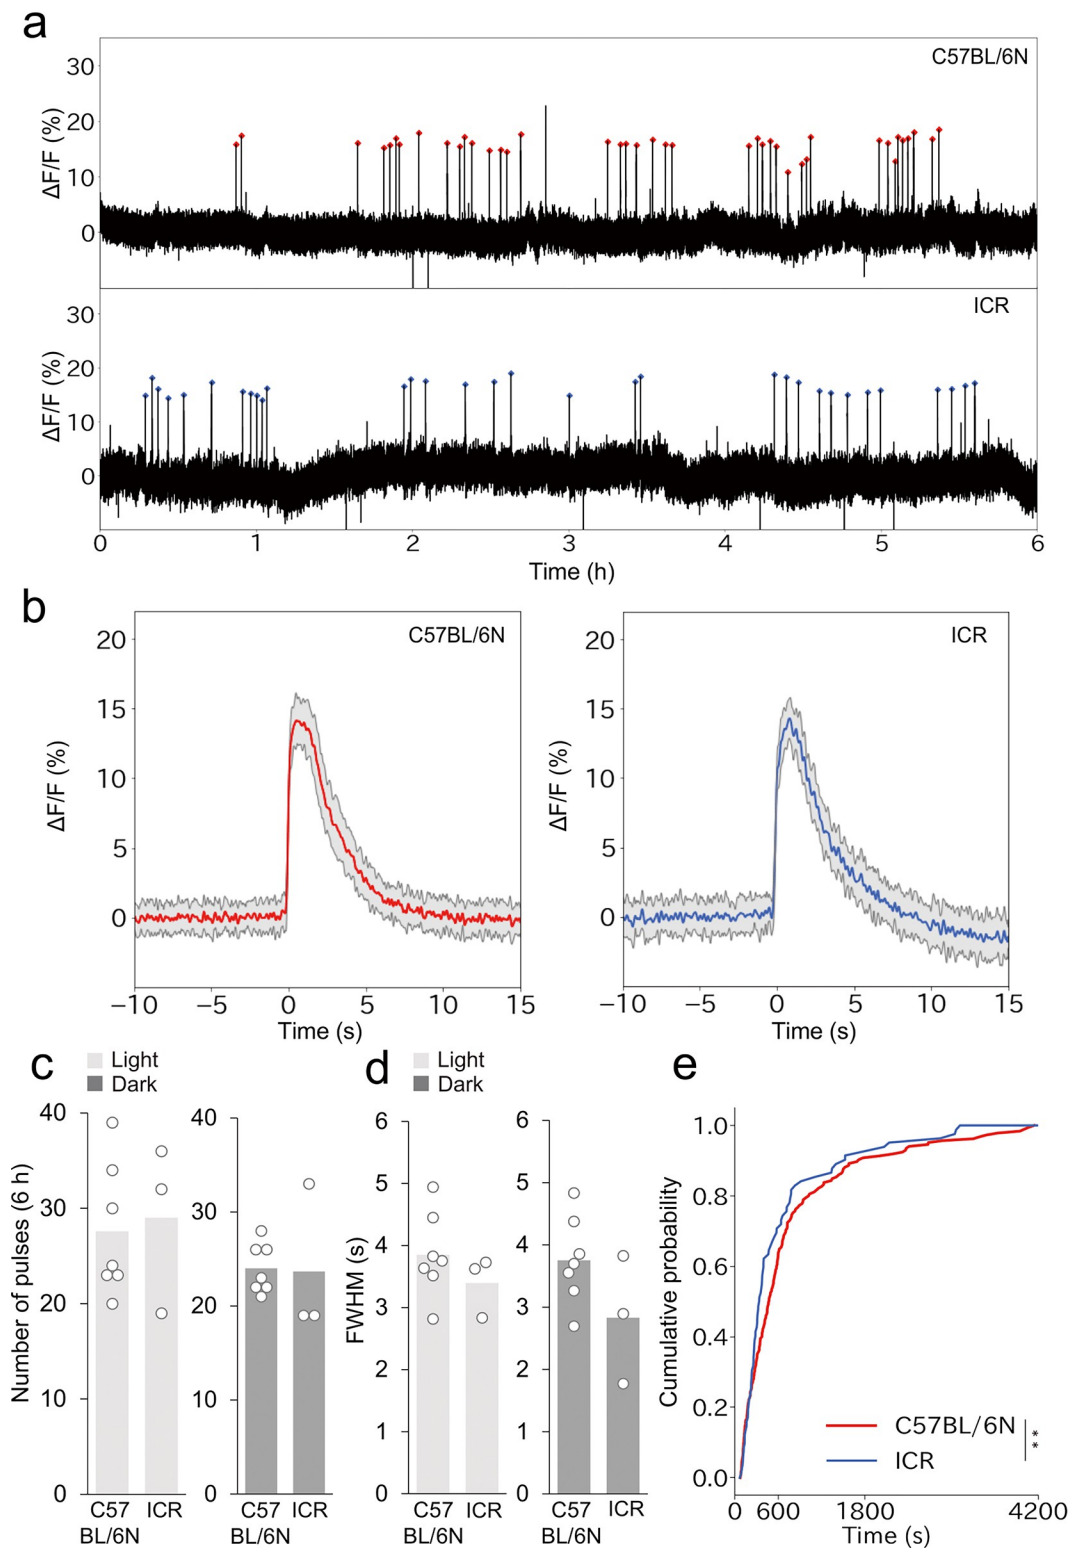 a
C57BL/6N
30
20
10
0
ΔF/F (%)
ICR
30
20
10
0
ΔF/F (%)
0 1 2 3 4 5 6
Time (h)
b
C57BL/6N
20
15
10
5
0
ΔF/F (%)
−10 −5 0 5 10 15
Time (s)
ICR
20
15
10
5
0
ΔF/F (%)
−10 −5 0 5 10 15
Time (s)
c
Light
Dark
40
30
20
10
0
Number of pulses (6 h)
C57 ICR
BL/6N
40
30
20
10
0
C57 ICR
BL/6N
d
Light
Dark
6
5
4
3
2
1
0
FWHM (s)
C57 ICR
BL/6N
6
5
4
3
2
1
0
C57 ICR
BL/6N
e
1.0
0.8
0.6
0.4
0.2
0.0
Cumulative probability
C57BL/6N
ICR
**
0 600 1800 4200
Time (s)